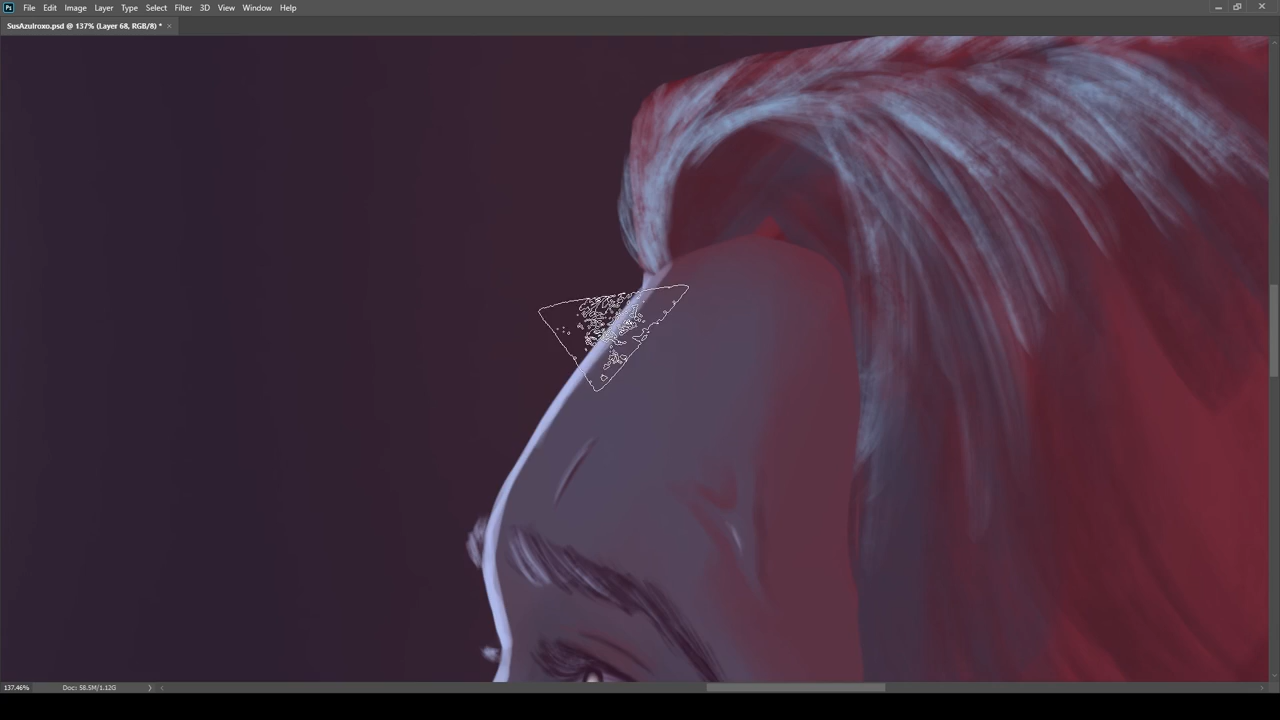 Ps File Edit Image Layer Type Select Filter 3D View Window Help
SusAzulroxo.psd @ 137% (Layer 68, RGB/8) *
137.46% Doc: 58.5M/1.12G